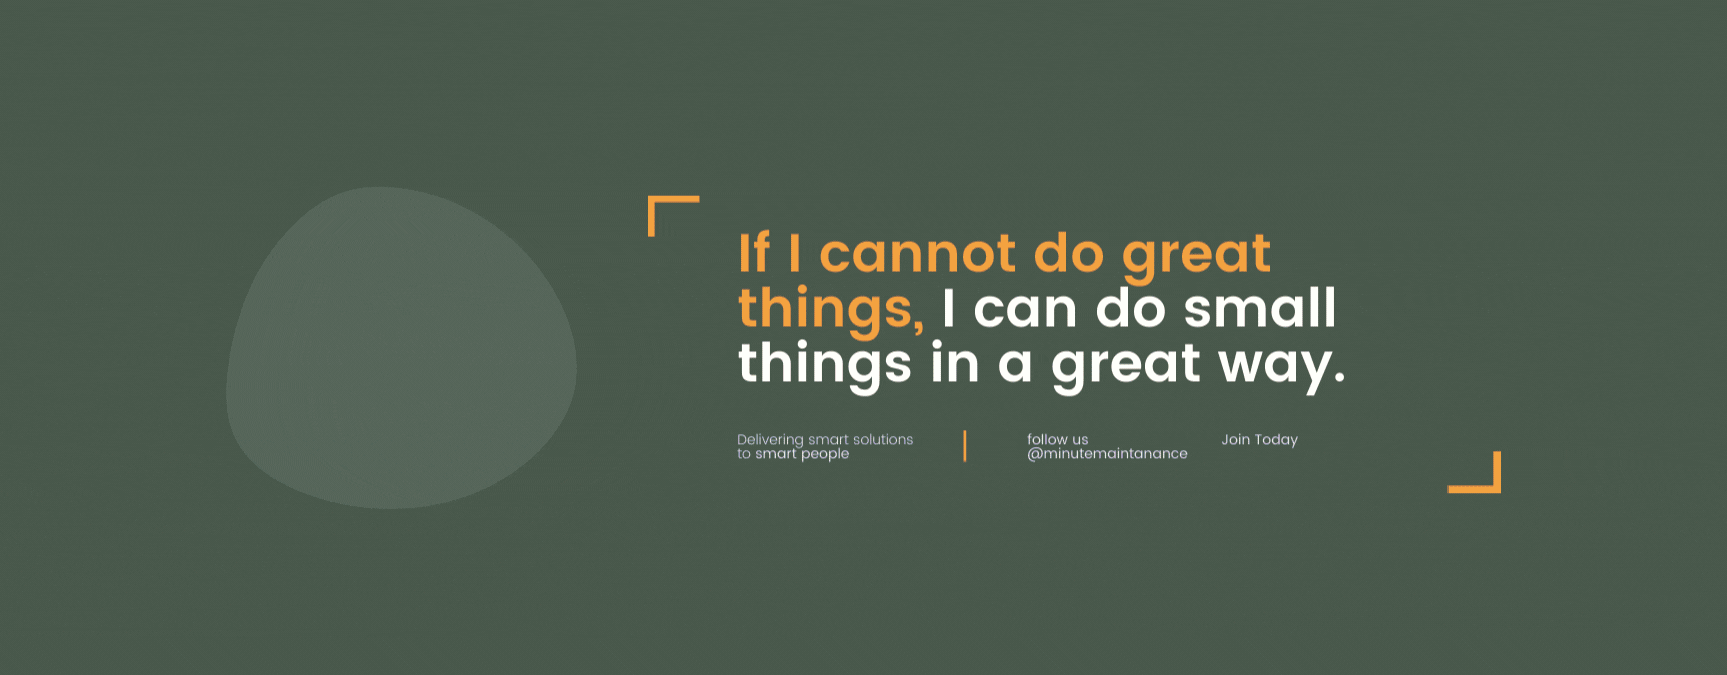 If I cannot do great
things, I can do small
things in a great way.
Delivering smart solutions
to smart people
follow us
@minutemaintanance
Join Today